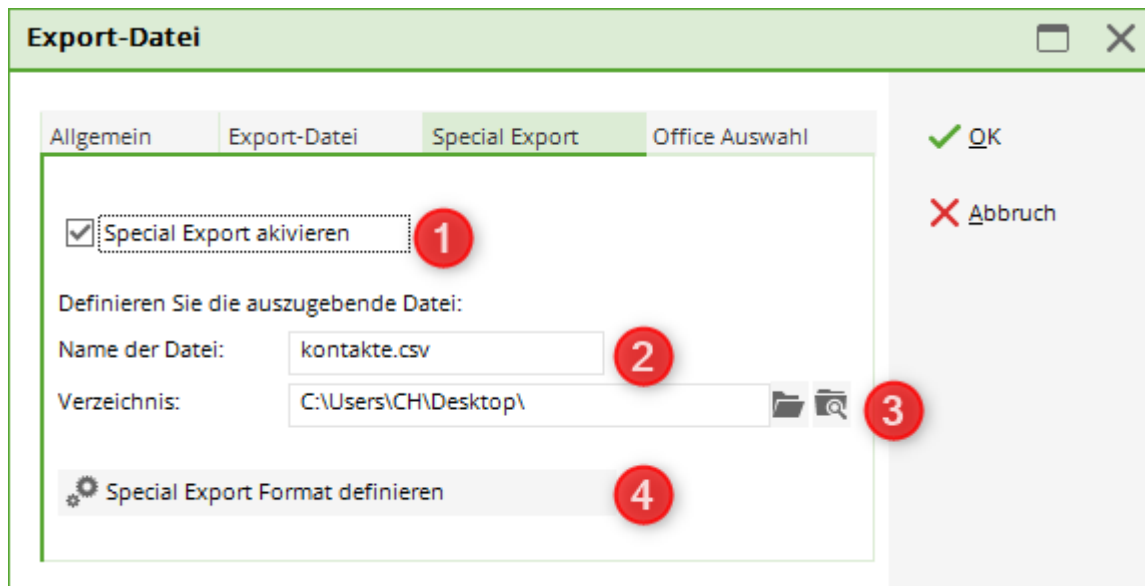 Export-Datei
Allgemein Export-Datei Special Export Office Auswahl
OK
Abbruch
Special Export akivieren 1
Definieren Sie die auszugebende Datei:
Name der Datei: kontakte.csv 2
Verzeichnis: C:\Users\CH\Desktop\ 3
Special Export Format definieren 4